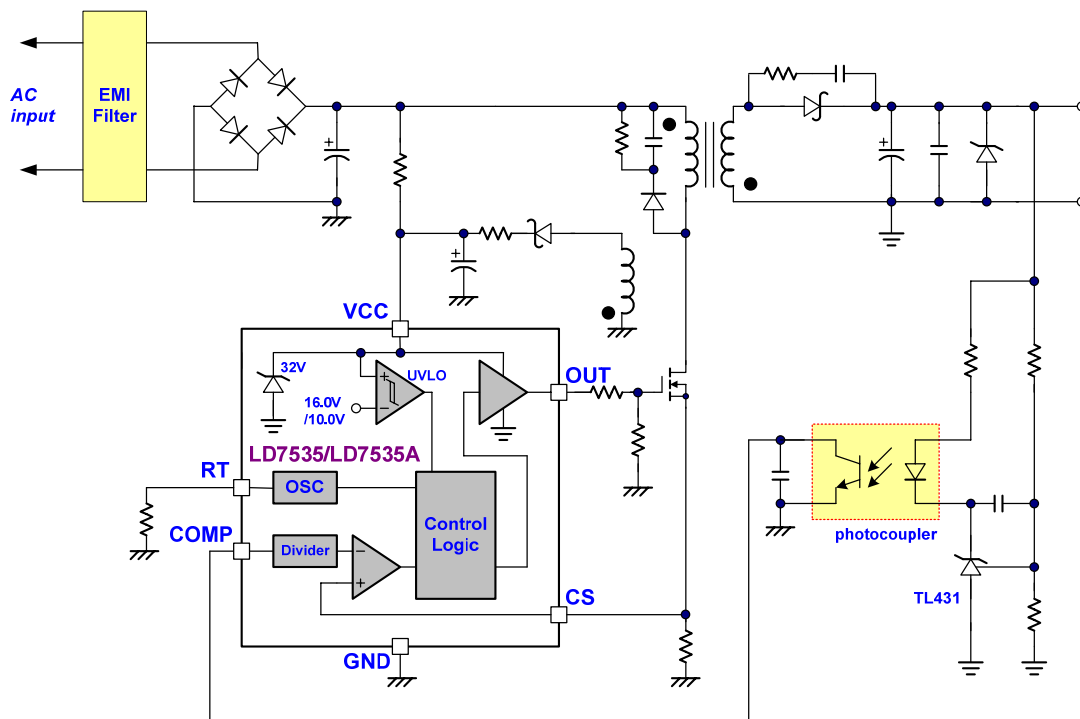 AC
input
EMI
Filter
+
+
+
VCC
32V
+
UVLO
16.0V
/10.0V
−
OUT
LD7535/LD7535A
RT
OSC
COMP
Divider
−
+
Control
Logic
CS
GND
photocoupler
TL431